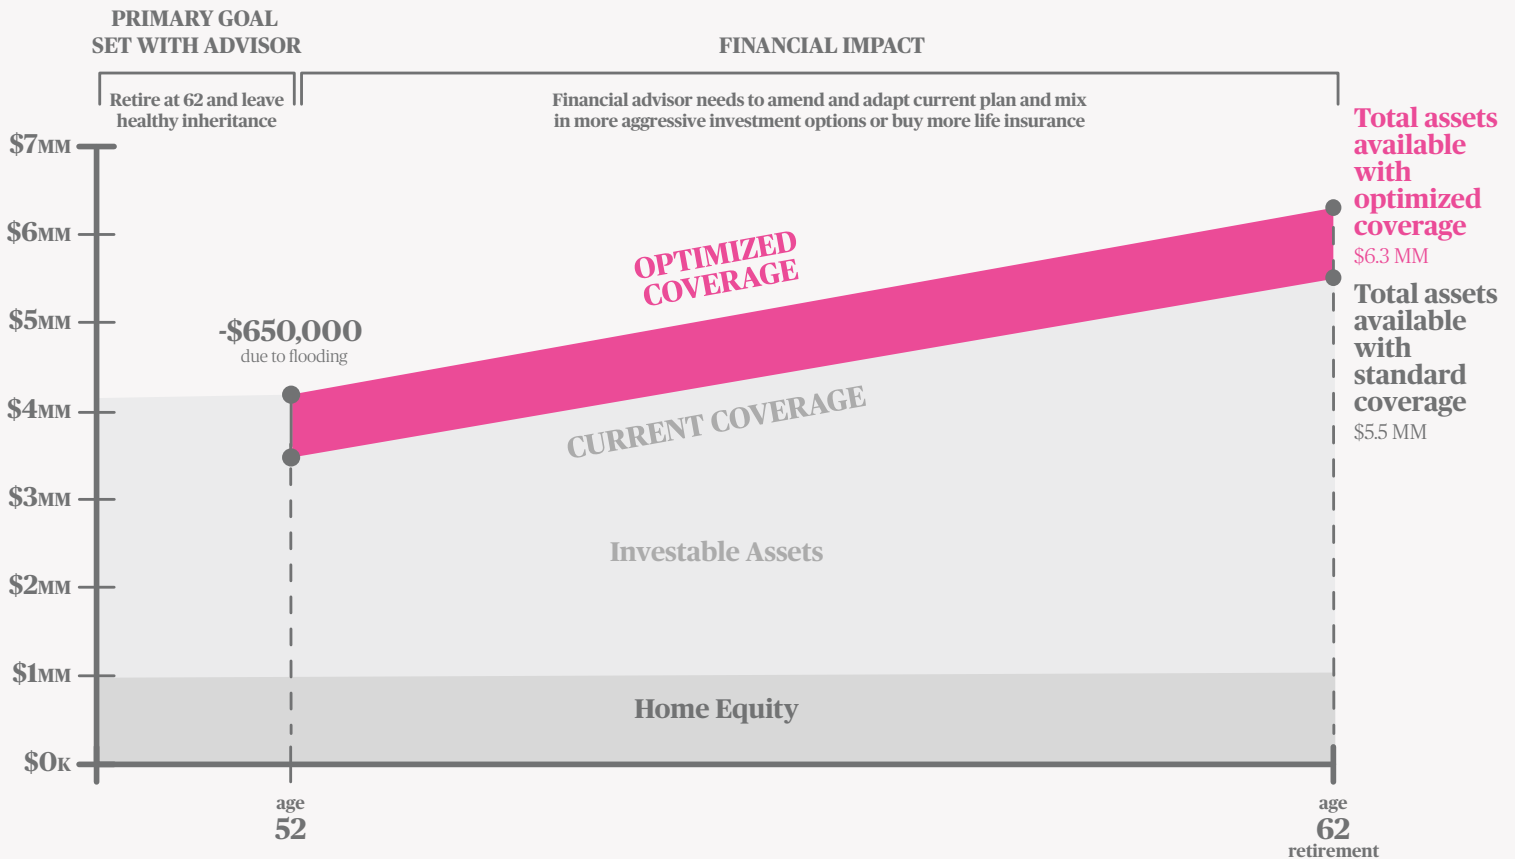 PRIMARY GOAL
SET WITH ADVISOR
FINANCIAL IMPACT
Retire at 62 and leave
healthy inheritance
Financial advisor needs to amend and adapt current plan and mix
in more aggressive investment options or buy more life insurance
$7MM
$6MM
$5MM
$4MM
$3MM
$2MM
$1MM
$0K
-$650,000
due to flooding
OPTIMIZED
COVERAGE
CURRENT COVERAGE
Investable Assets
Home Equity
Total assets
available
with
optimized
coverage
$6.3 MM
Total assets
available
with
standard
coverage
$5.5 MM
age
52
age
62
retirement